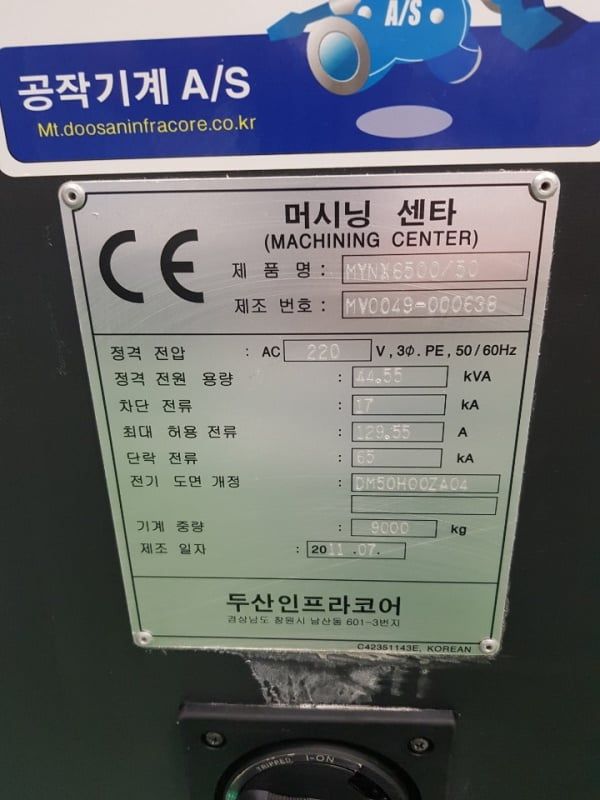 A/S
공작기계 A/S
Mt.doosaninfracore.co.kr
CE
머시닝 센타
(MACHINING CENTER)
제 품 명 : MYNX6500/50
제조 번호 : MV0049-000638
정격 전압 : AC 220 V, 3Φ. PE, 50/60Hz
정격 전원 용량 : 44.55 kVA
차단 전류 : 17 kA
최대 허용 전류 : 129.55 A
단락 전류 : 65 kA
전기 도면 개정 : DM50H00ZA04
기계 중량 : 9000 kg
제조 일자 : 2011 .07.
두산인프라코어
경상남도 창원시 남산동 601-3번지
C42351143E, KOREAN
TRIPPED I-ON